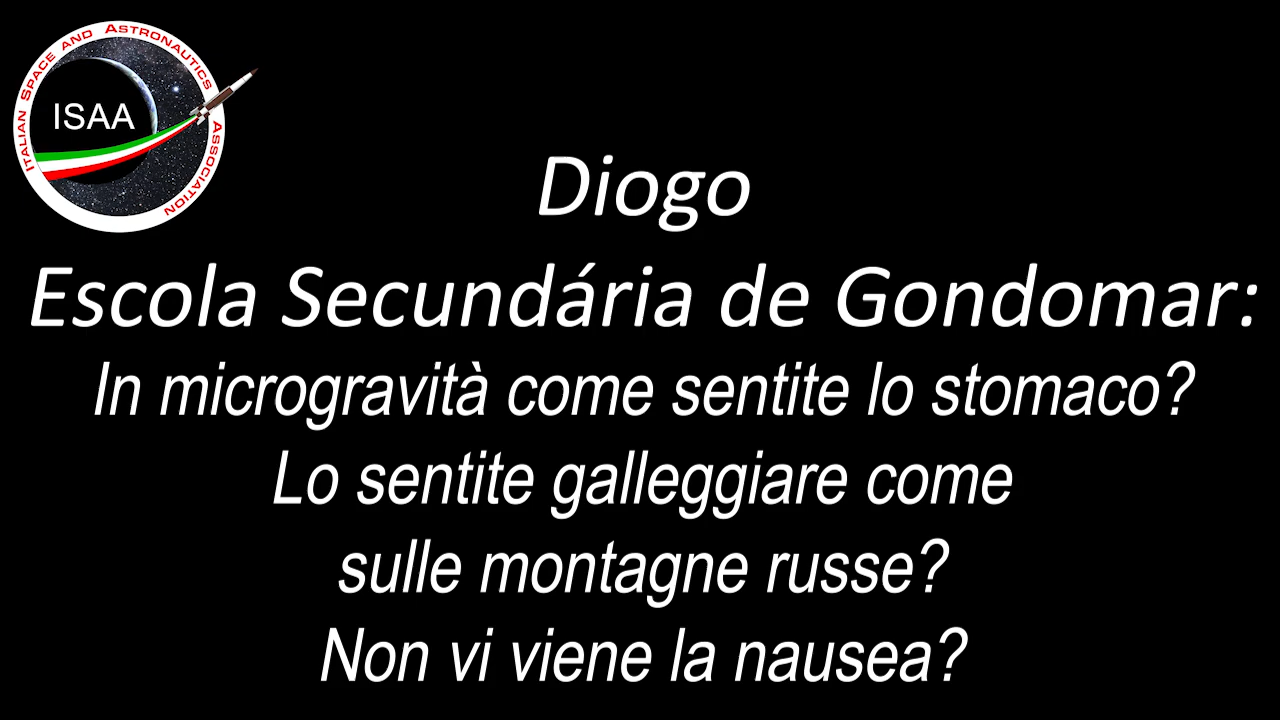 ITALIAN SPACE AND ASTRONAUTICS ASSOCIATION
ISAA
Diogo
Escola Secundária de Gondomar:
In microgravità come sentite lo stomaco?
Lo sentite galleggiare come
sulle montagne russe?
Non vi viene la nausea?